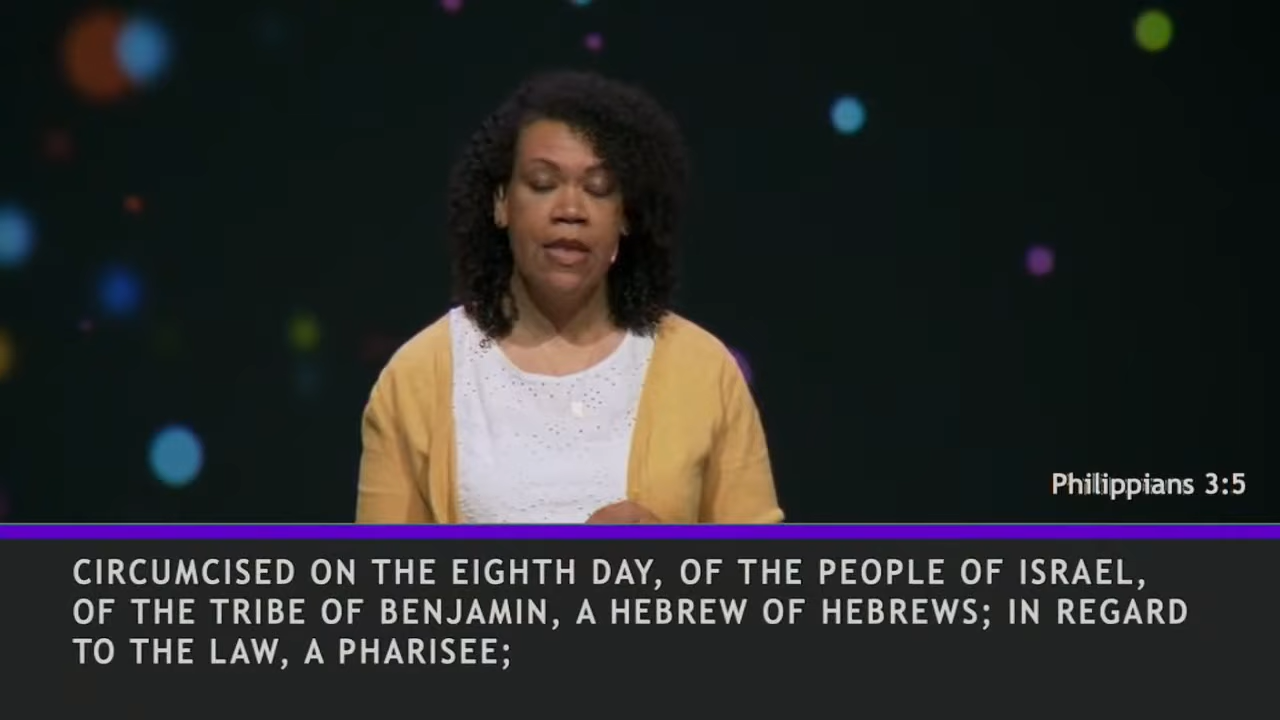 Philippians 3:5
CIRCUMCISED ON THE EIGHTH DAY, OF THE PEOPLE OF ISRAEL,
OF THE TRIBE OF BENJAMIN, A HEBREW OF HEBREWS; IN REGARD
TO THE LAW, A PHARISEE;